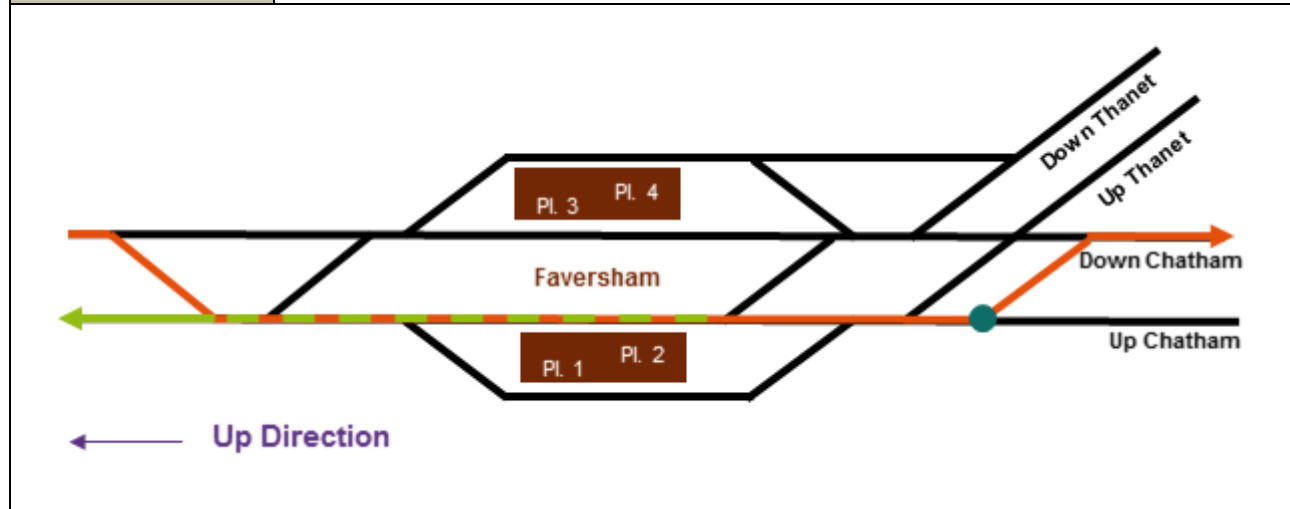 Down Thanet
Up Thanet
Pl. 3
Pl. 4
Down Chatham
Faversham
Up Chatham
Pl. 1
Pl. 2
Up Direction